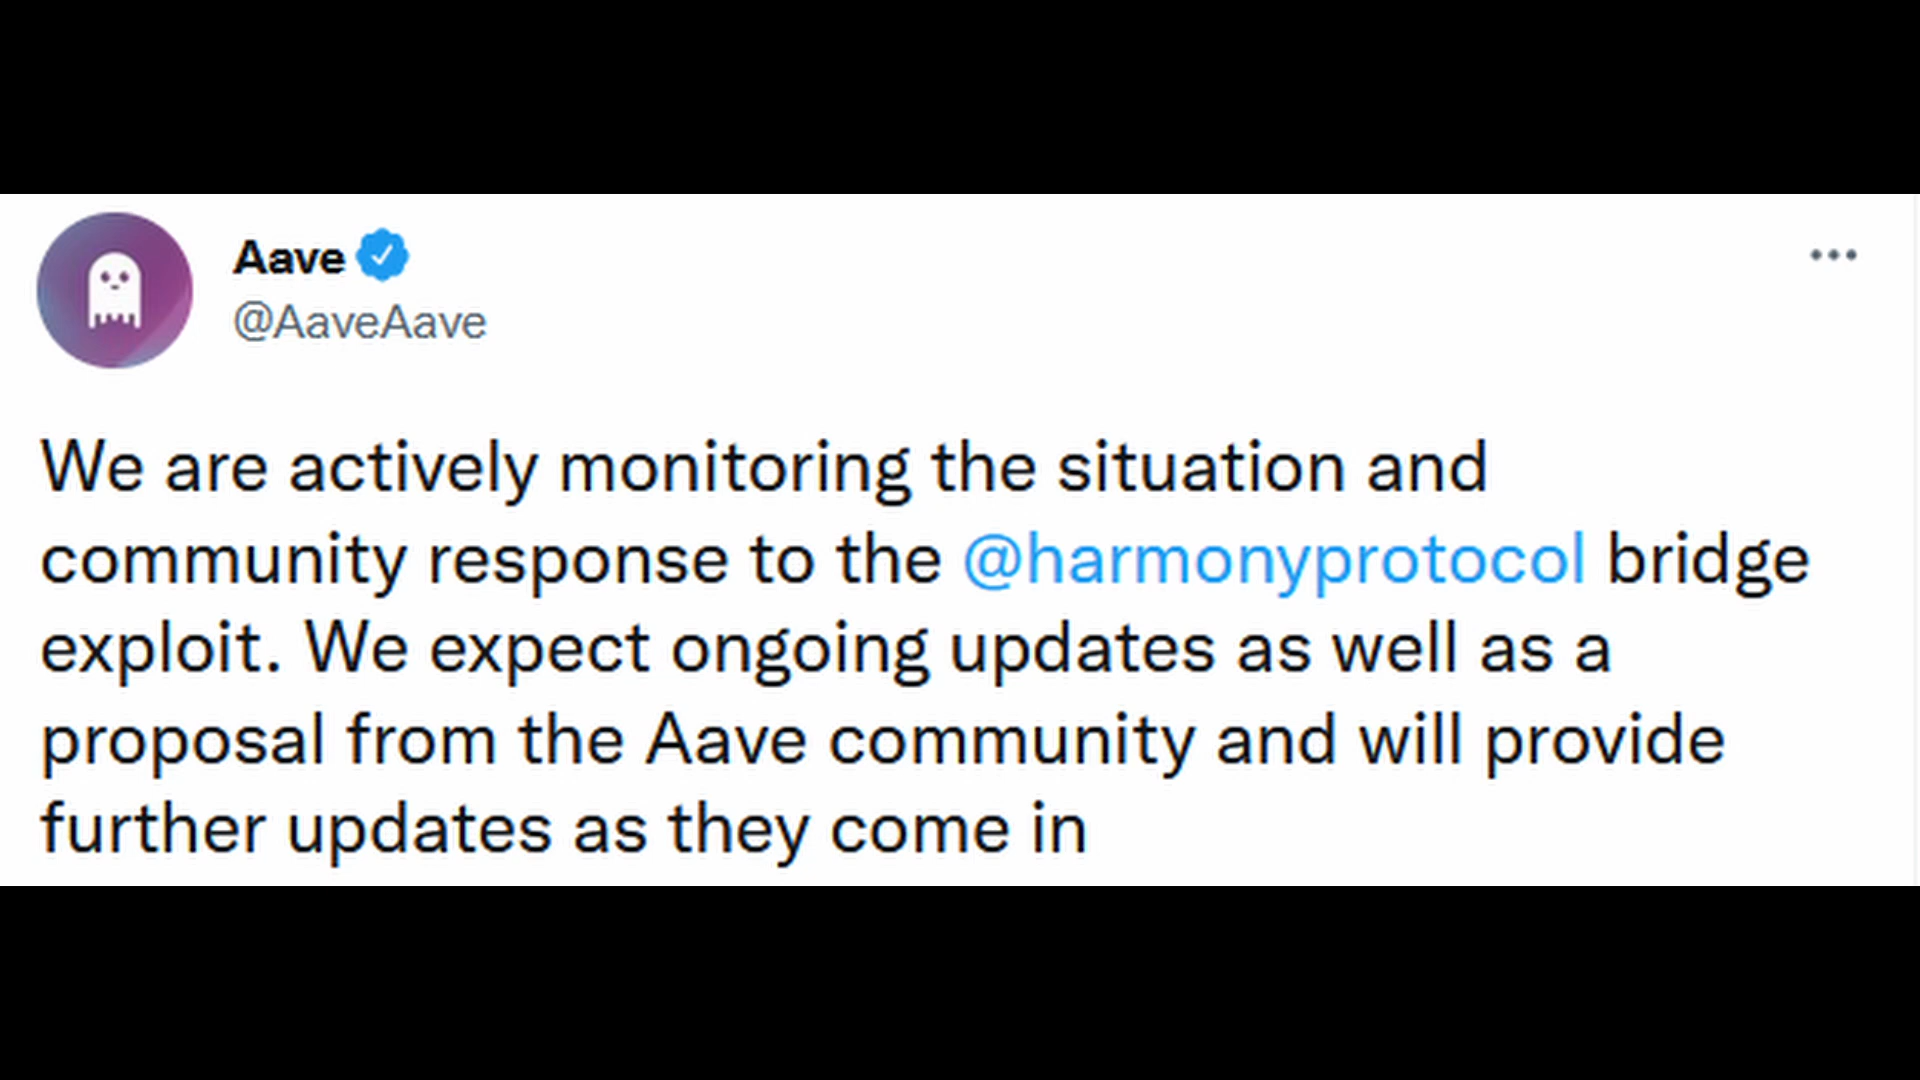 Aave
@AaveAave
We are actively monitoring the situation and
community response to the @harmonyprotocol bridge
exploit. We expect ongoing updates as well as a
proposal from the Aave community and will provide
further updates as they come in